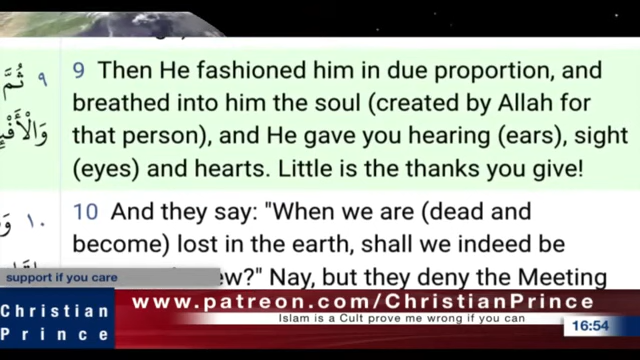 ثُمَّ ٩
9 Then He fashioned him in due proportion, and
breathed into him the soul (created by Allah for
that person), and He gave you hearing (ears), sight
(eyes) and hearts. Little is the thanks you give!
١٠
10 And they say: "When we are (dead and
become) lost in the earth, shall we indeed be
Nay, but they deny the Meeting
support if you care
Christian
Prince
www.patreon.com/ChristianPrince
Islam is a Cult prove me wrong if you can
16:54